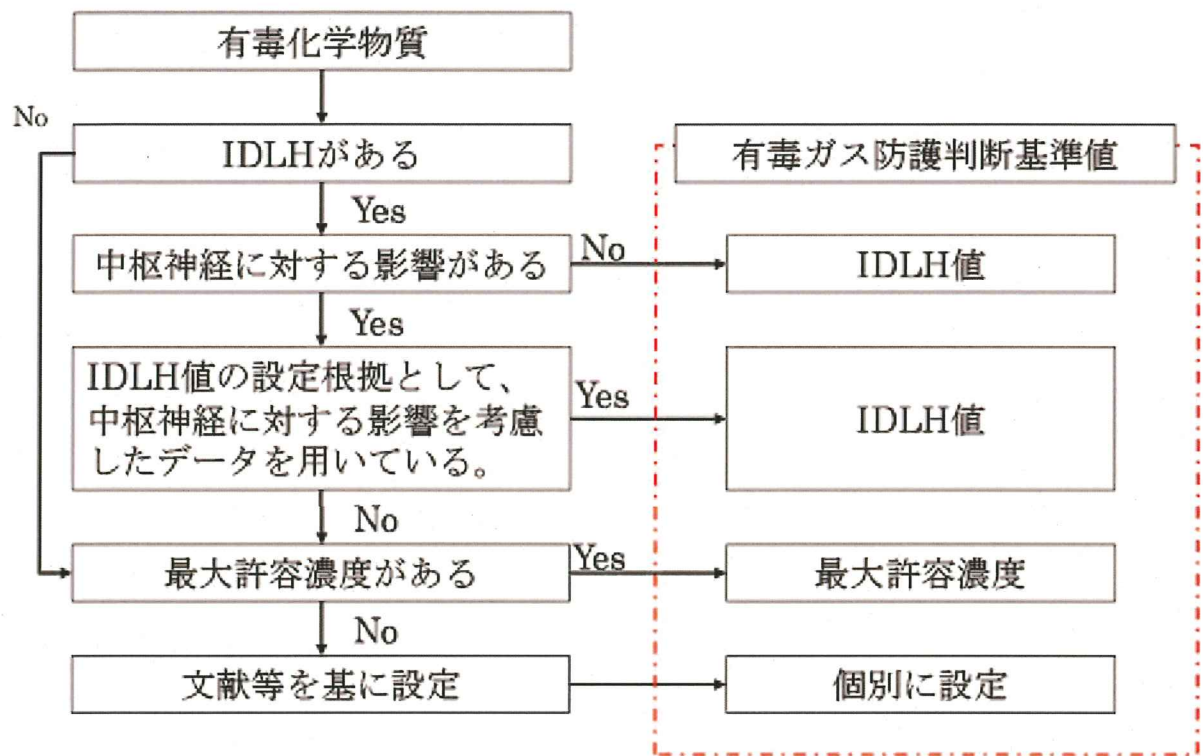 有毒化学物質
No
IDLHがある
有毒ガス防護判断基準値
Yes
中枢神経に対する影響がある
No
IDLH値
Yes
IDLH値の設定根拠として、
中枢神経に対する影響を考慮
したデータを用いている。
Yes
IDLH値
No
最大許容濃度がある
Yes
最大許容濃度
No
文献等を基に設定
個別に設定